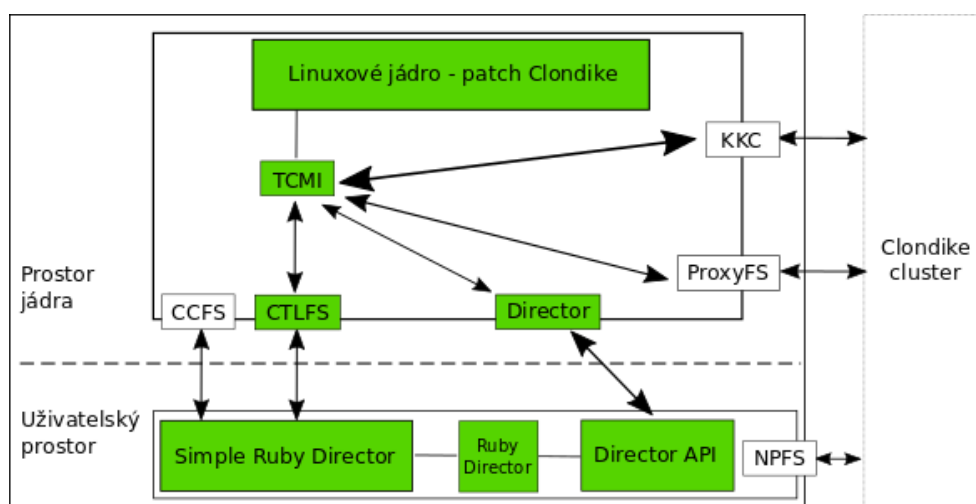 Linuxové jádro - patch Clondike
KKC
TCMI
Clondike
cluster
ProxyFS
Prostor
jádra
CCFS
CTLFS
Director
Uživatelský
prostor
Simple Ruby Director
Ruby
Director
Director API
NPFS